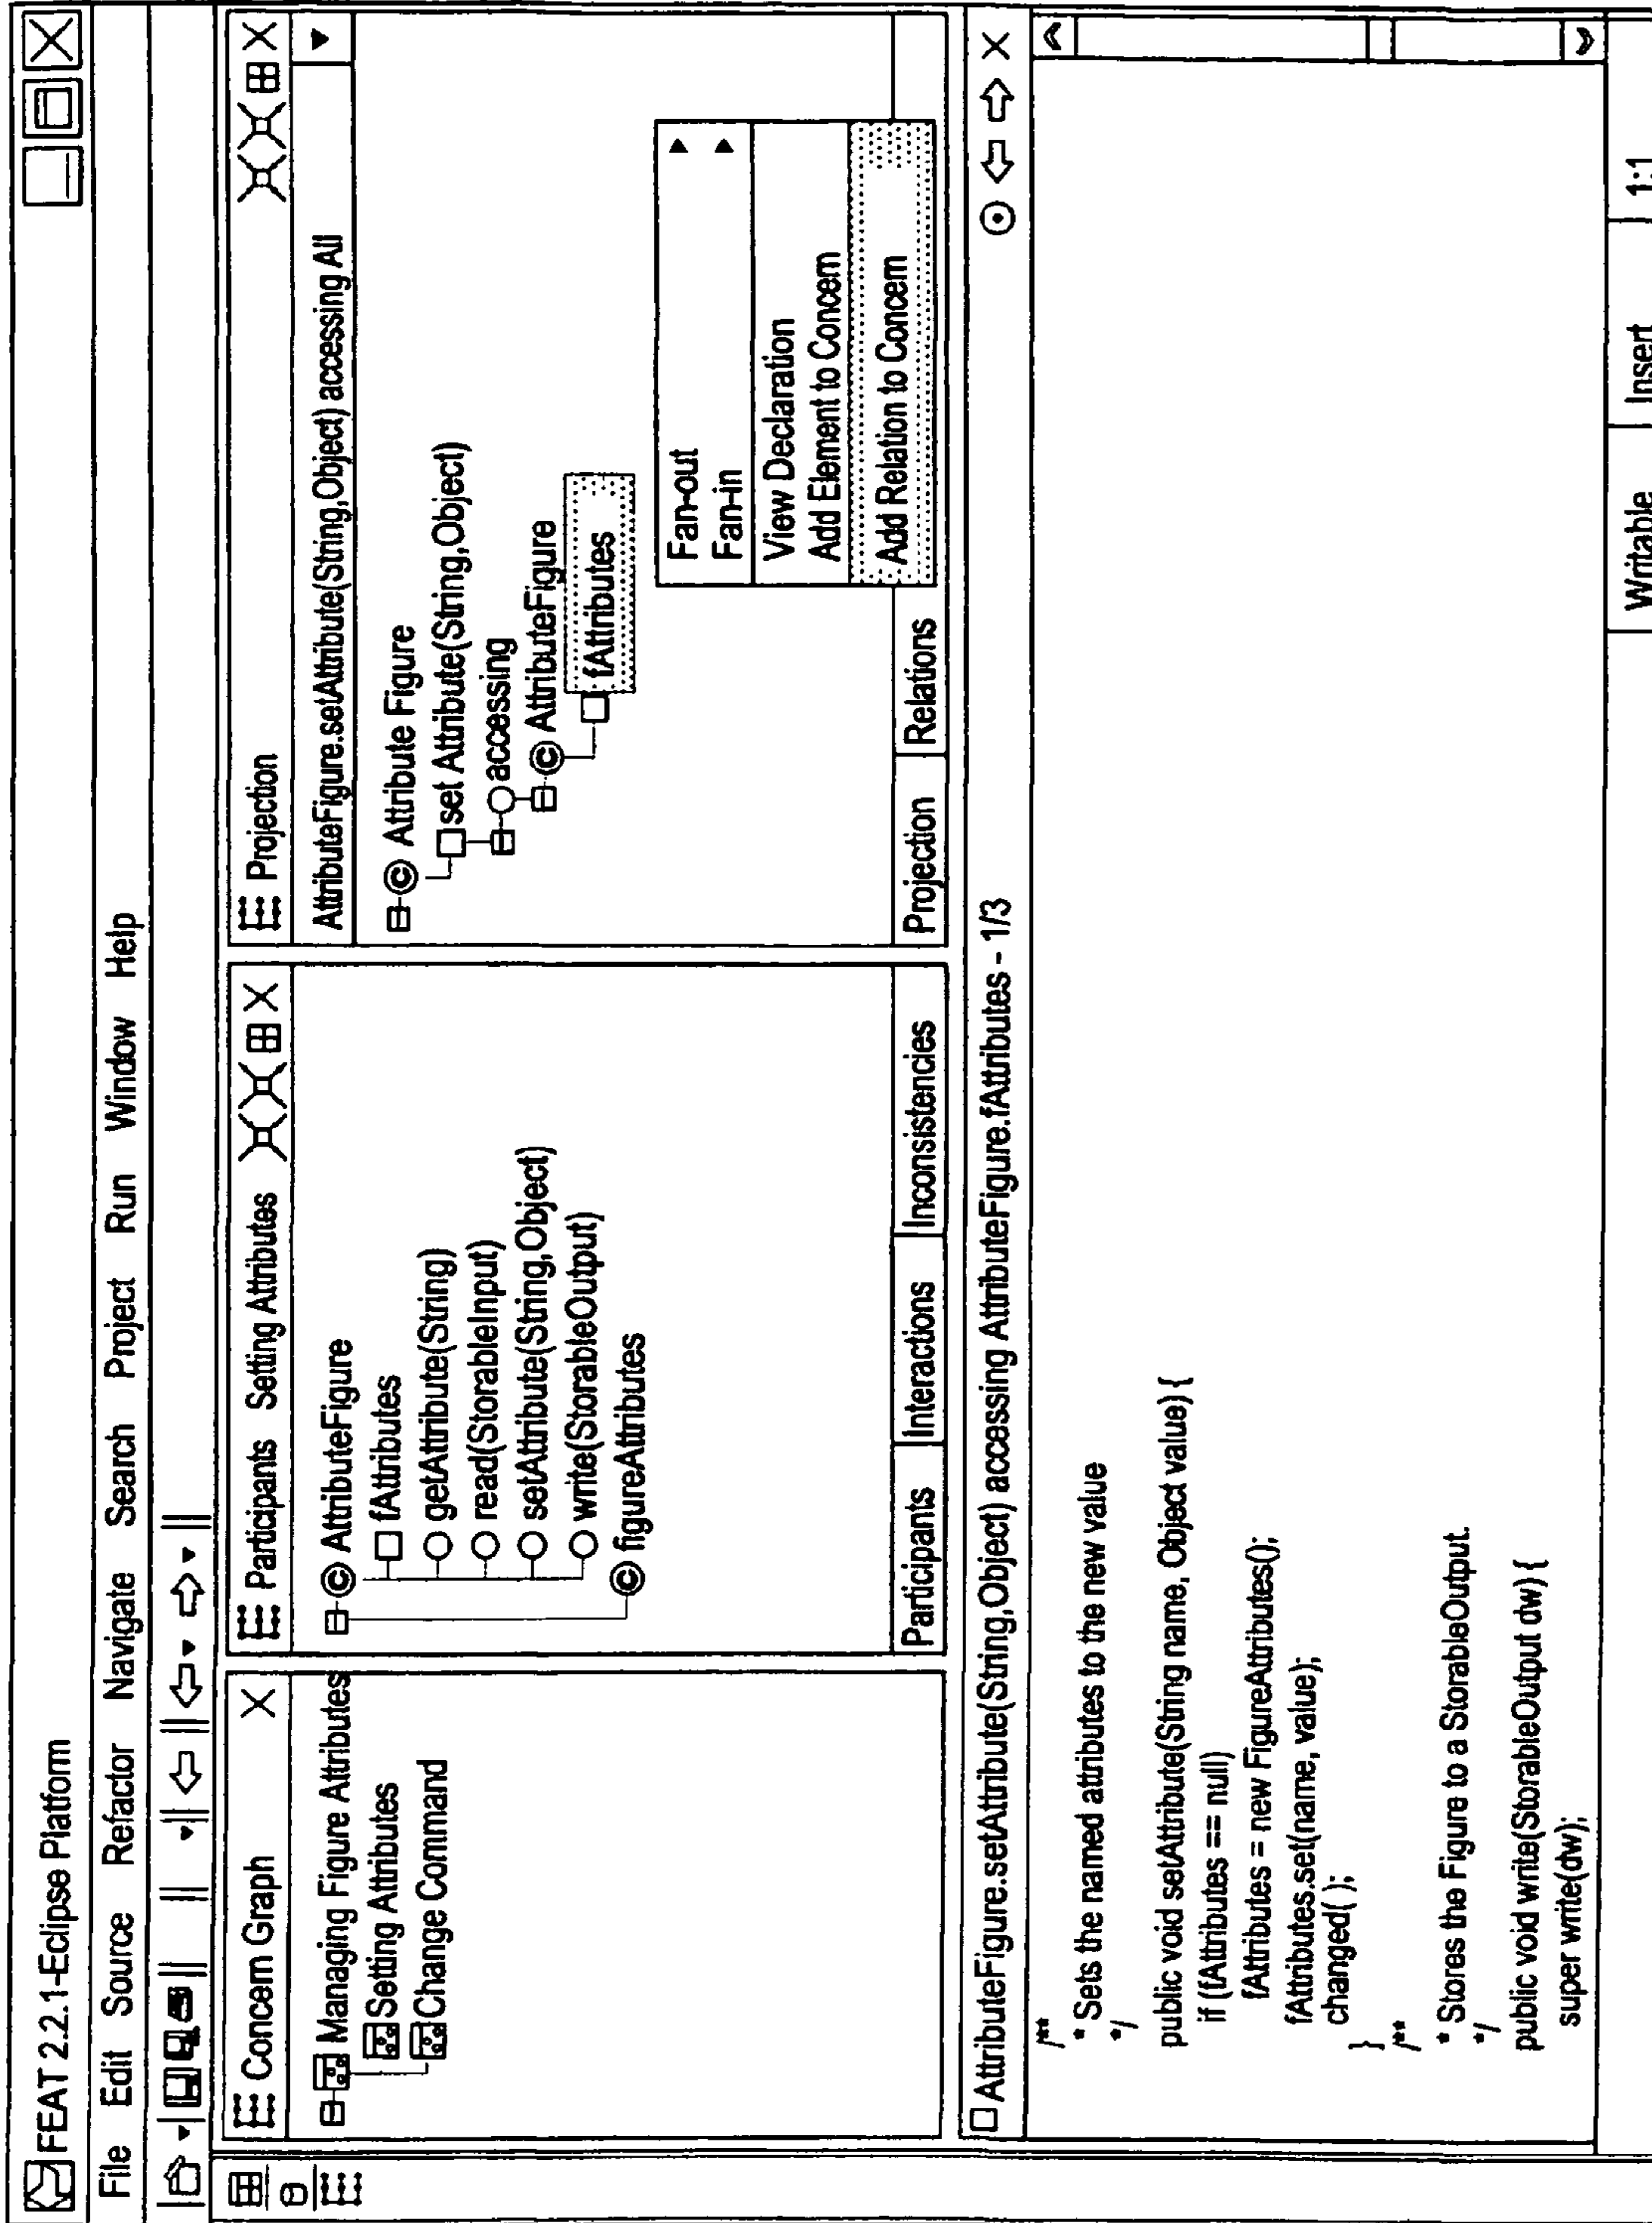 FEAT 2.2.1-Eclipse Platform
File Edit Source Refactor Navigate Search Project Run Window Help
Concern Graph
Managing Figure Attributes
Setting Attributes
Change Command
Participants Setting Attributes
AttributeFigure
fAttributes
getAttribute(String)
read(StorableInput)
setAttribute(String,Object)
write(StorableOutput)
figureAttributes
Participants Interactions Inconsistencies
Projection
AttributeFigure.setAttribute(String,Object) accessing All
Attribute Figure
set Attribute(String,Object)
accessing
AttributeFigure
fAttributes
Fan-out
Fan-in
View Declaration
Add Element to Concern
Add Relation to Concern
Projection Relations
AttributeFigure.setAttribute(String,Object) accessing AttributeFigure.fAttributes - 1/3
/**
* Sets the named attributes to the new value
*/
public void setAttribute(String name, Object value) {
if (fAttributes == null)
fAttributes = new FigureAttributes();
fAttributes.set(name, value);
changed( );
}
/**
* Stores the Figure to a StorableOutput.
*/
public void write(StorableOutput dw) {
super write(dw);
Writable Insert 1:1